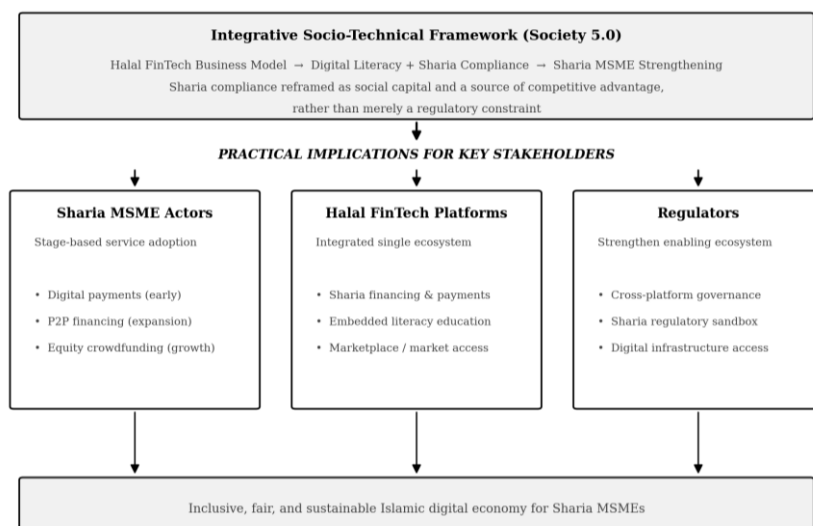 Integrative Socio-Technical Framework (Society 5.0)
Halal FinTech Business Model → Digital Literacy + Sharia Compliance → Sharia MSME Strengthening
Sharia compliance reframed as social capital and a source of competitive advantage,
rather than merely a regulatory constraint
PRACTICAL IMPLICATIONS FOR KEY STAKEHOLDERS
Sharia MSME Actors
Stage-based service adoption
• Digital payments (early)
• P2P financing (expansion)
• Equity crowdfunding (growth)
Halal FinTech Platforms
Integrated single ecosystem
• Sharia financing & payments
• Embedded literacy education
• Marketplace / market access
Regulators
Strengthen enabling ecosystem
• Cross-platform governance
• Sharia regulatory sandbox
• Digital infrastructure access
Inclusive, fair, and sustainable Islamic digital economy for Sharia MSMEs